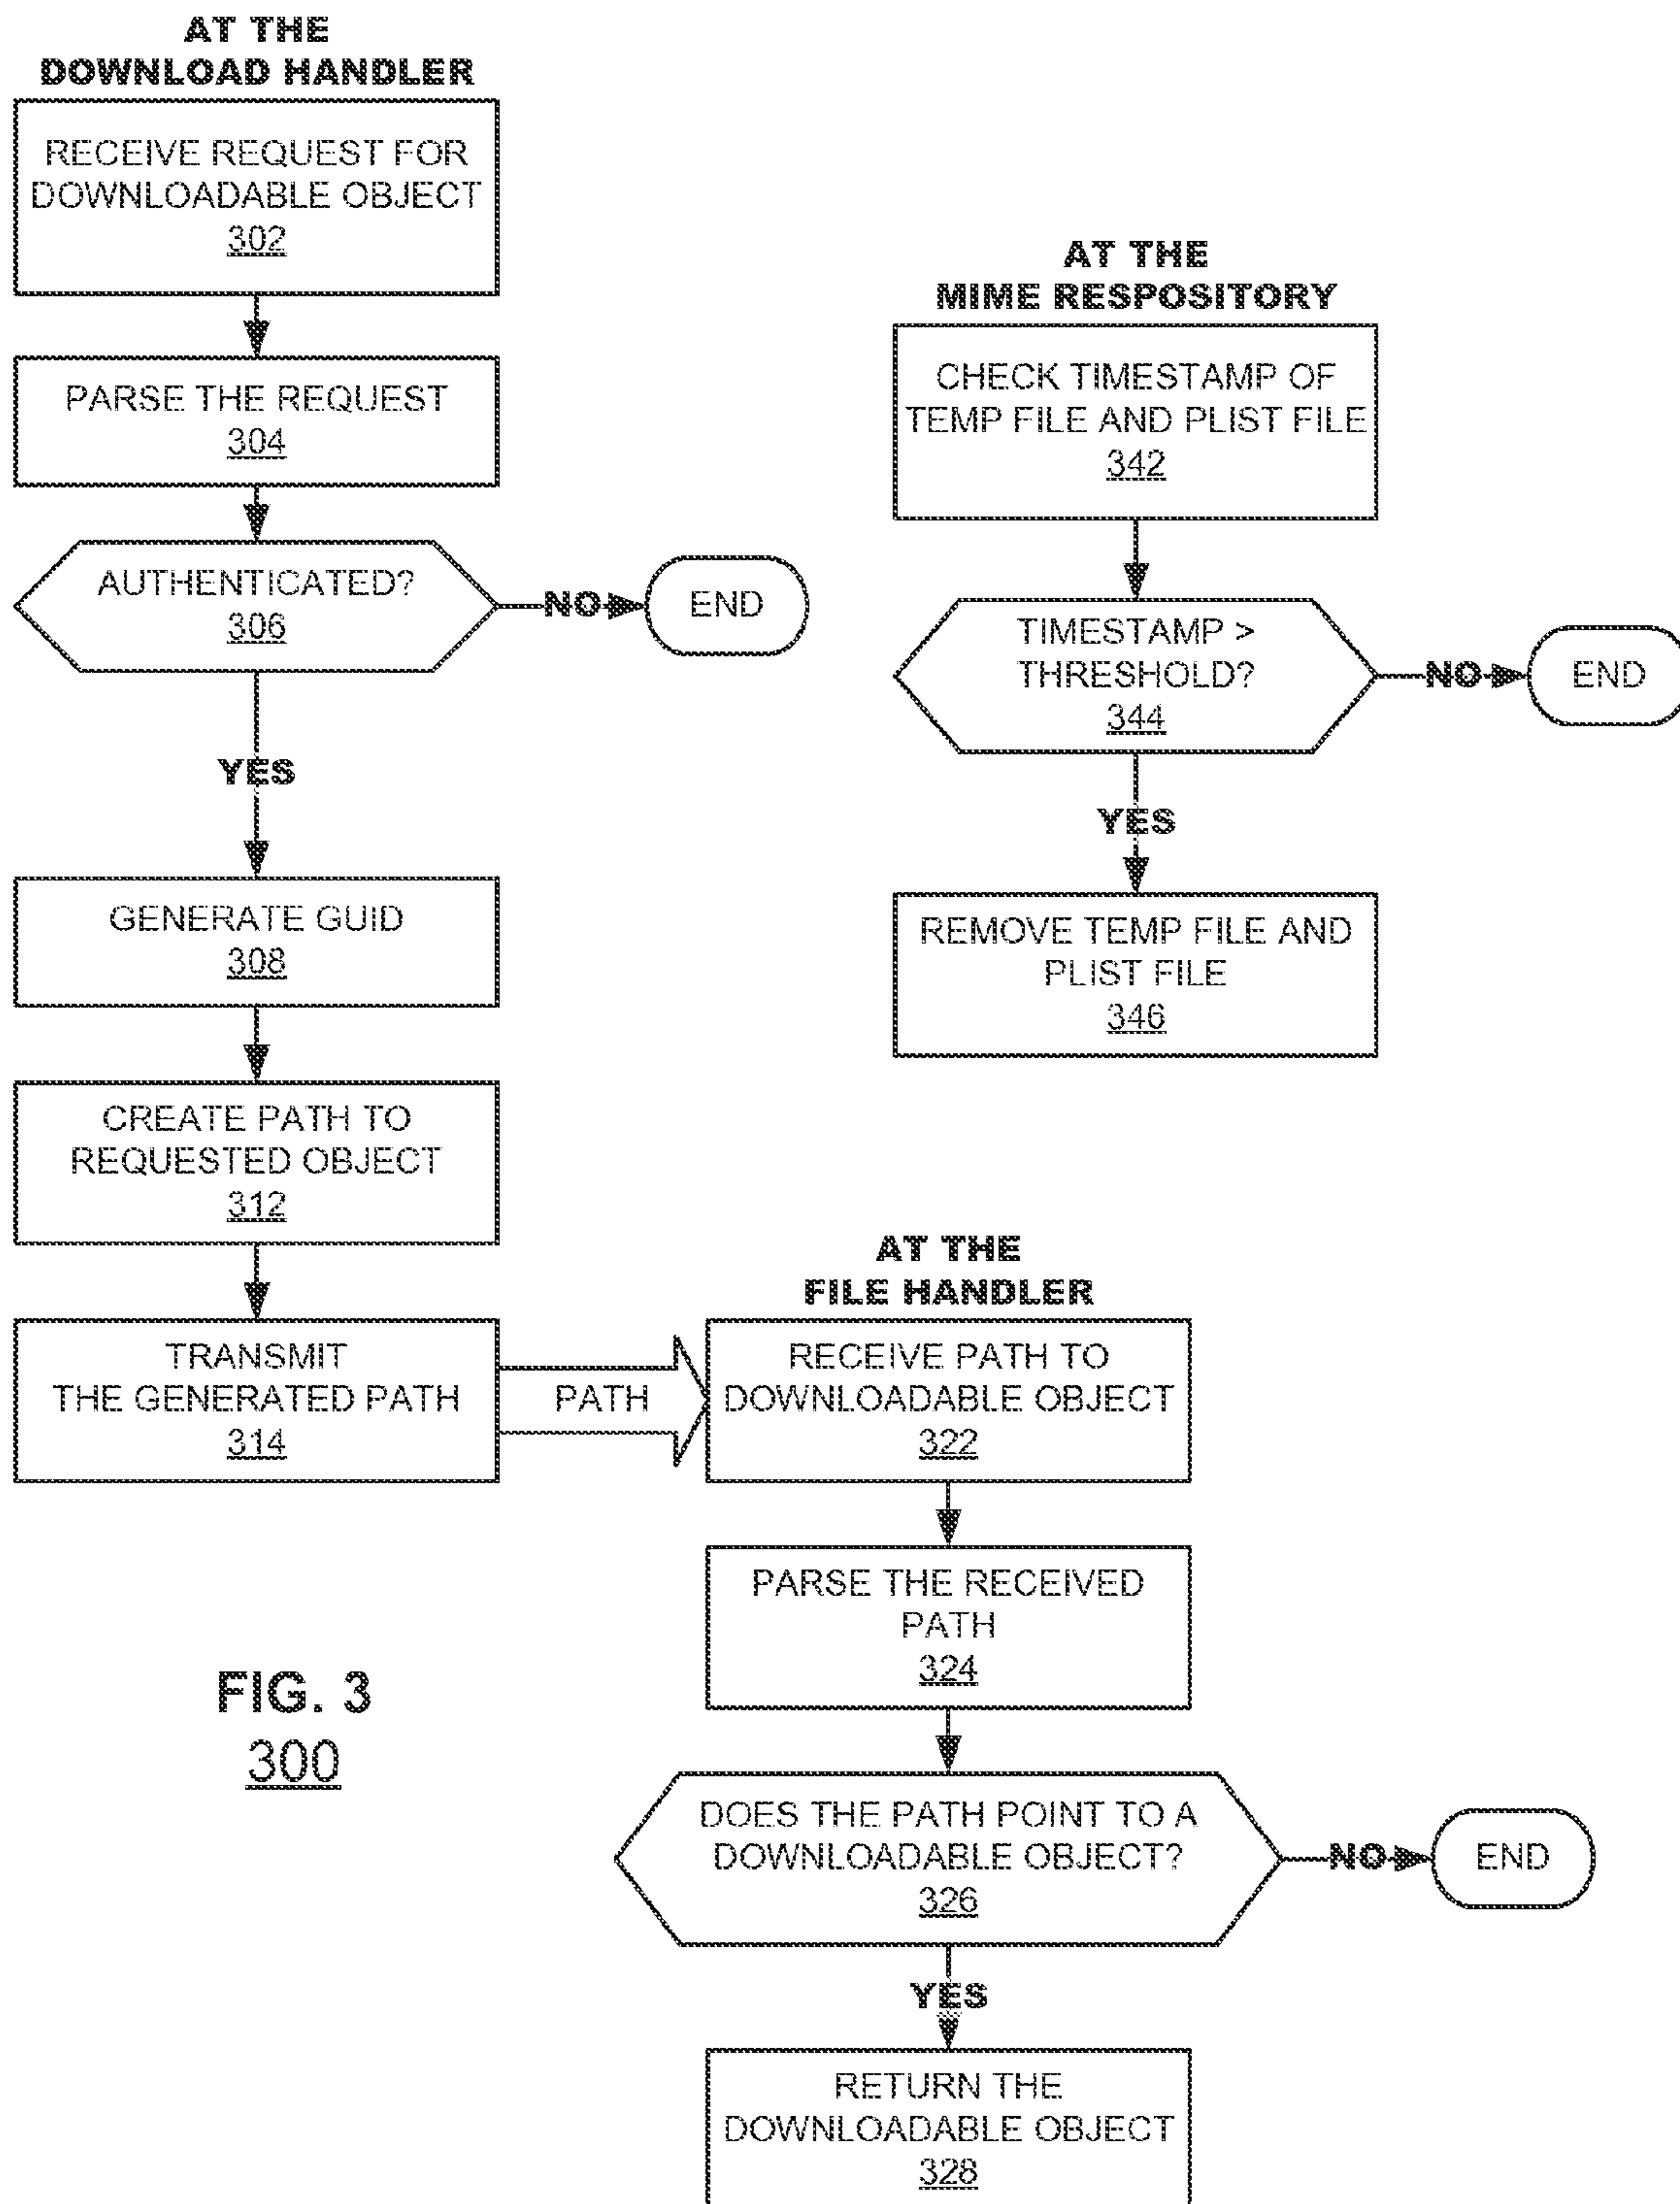 AT THE
DOWNLOAD HANDLER
RECEIVE REQUEST FOR
DOWNLOADABLE OBJECT
302
PARSE THE REQUEST
304
AUTHENTICATED?
306
NO
END
YES
GENERATE GUID
308
CREATE PATH TO
REQUESTED OBJECT
312
TRANSMIT
THE GENERATED PATH
314
PATH
AT THE
MIME RESPOSITORY
CHECK TIMESTAMP OF
TEMP FILE AND PLIST FILE
342
TIMESTAMP >
THRESHOLD?
344
NO
END
YES
REMOVE TEMP FILE AND
PLIST FILE
346
AT THE
FILE HANDLER
RECEIVE PATH TO
DOWNLOADABLE OBJECT
322
PARSE THE RECEIVED
PATH
324
DOES THE PATH POINT TO A
DOWNLOADABLE OBJECT?
326
NO
END
YES
RETURN THE
DOWNLOADABLE OBJECT
328
FIG. 3
300